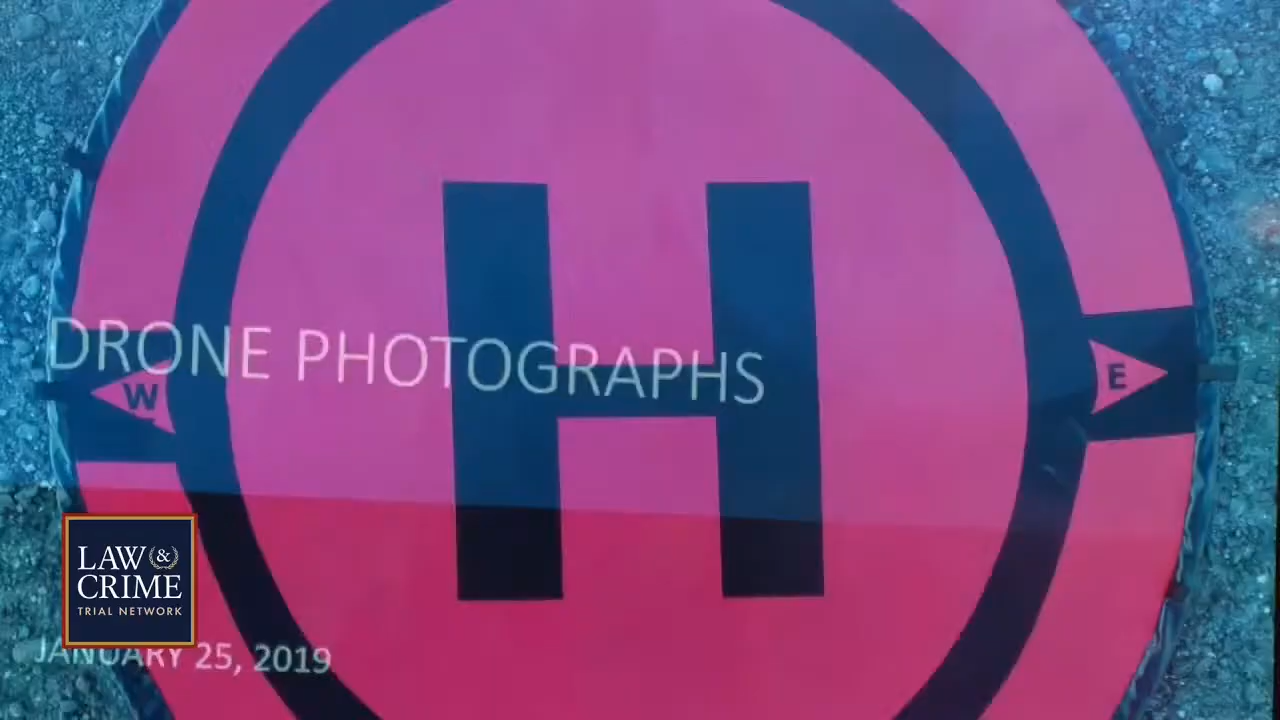 H
DRONE PHOTOGRAPHS
W
E
LAW &
CRIME
TRIAL NETWORK
JANUARY 25, 2019